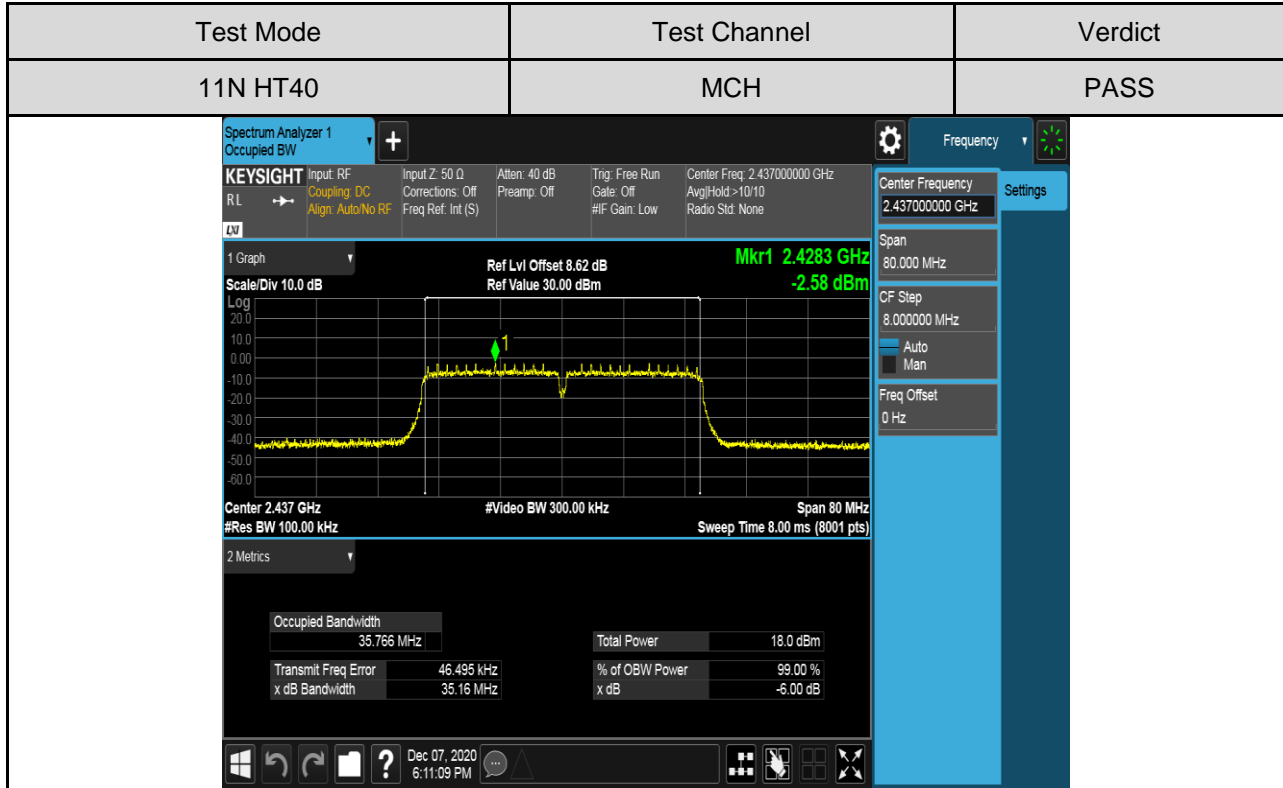 Test Mode Test Channel Verdict
11N HT40 MCH PASS
Spectrum Analyzer 1
Occupied BW
+
Frequency
KEYSIGHT Input: RF Input Z: 50 Ω Atten: 40 dB Trig: Free Run Center Freq: 2.437000000 GHz
RL Coupling: DC Corrections: Off Preamp: Off Gate: Off Avg|Hold:>10/10
Align: Auto/No RF Freq Ref: Int (S) #IF Gain: Low Radio Std: None
LXI
Center Frequency
2.437000000 GHz
Settings
Span
80.000 MHz
CF Step
8.000000 MHz
Auto
Man
Freq Offset
0 Hz
1 Graph Ref Lvl Offset 8.62 dB Mkr1 2.4283 GHz
Scale/Div 10.0 dB Ref Value 30.00 dBm -2.58 dBm
Log
20.0
10.0
1
0.00
-10.0
-20.0
-30.0
-40.0
-50.0
-60.0
Center 2.437 GHz #Video BW 300.00 kHz Span 80 MHz
#Res BW 100.00 kHz Sweep Time 8.00 ms (8001 pts)
2 Metrics
Occupied Bandwidth
35.766 MHz Total Power 18.0 dBm
Transmit Freq Error 46.495 kHz % of OBW Power 99.00 %
x dB Bandwidth 35.16 MHz x dB -6.00 dB
? Dec 07, 2020
6:11:09 PM